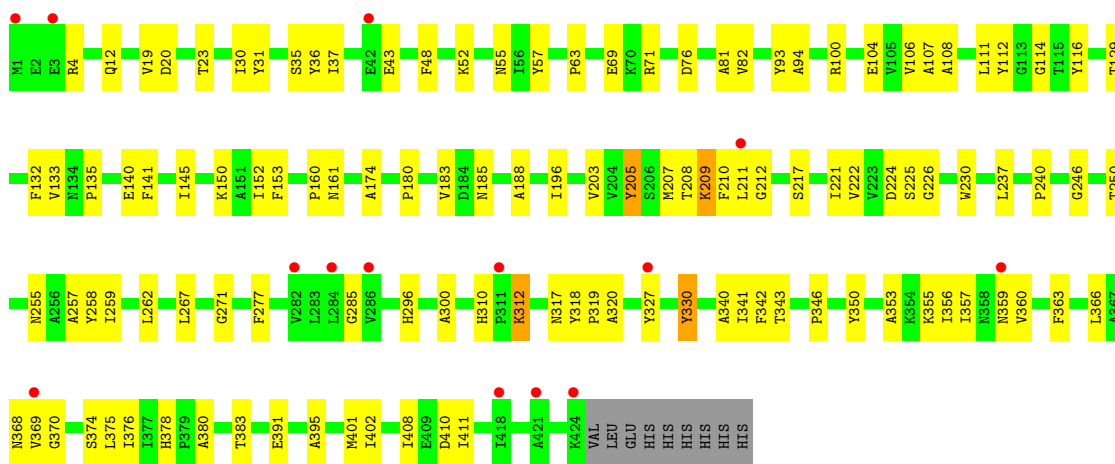 M1 E2 E3 R4 Q12 V19 D20 T23 I30 Y31 S35 Y36 I37 E42 E43 F48 K52 N55 I56 Y57 P63 E69 K70 R71 D76 A81 V82 Y93 A94 R100 E104 V105 V106 A107 A108 L111 Y112 G113 G114 T115 Y116
F132 V133 N134 P135 E140 F141 I145 K150 A151 I152 F153 P160 N161 A174 P180 V183 D184 N185 A188 I196 V203 V204 Y205 S206 M207 T208 K209 F210 L211 G212 S217 I221 V222 V223 D224 S225 G226 W230 L237 P240 G246
N255 A256 A257 Y258 I259 L262 L267 G271 F277 V282 L283 L284 G285 V286 H296 A300 H310 P311 K312 N317 Y318 P319 A320 Y327 Y330 A340 I341 F342 T343 P346 Y350 A353 K354 K355 I356 I357 N358 N359 V360 F363 L366 A367
N368 V369 G370 S374 L375 I376 I377 H378 P379 A380 T383 E391 A395 M401 I402 I408 E409 D410 I411 I418 A421 K424 VAL LEU GLU HIS HIS HIS HIS HIS HIS